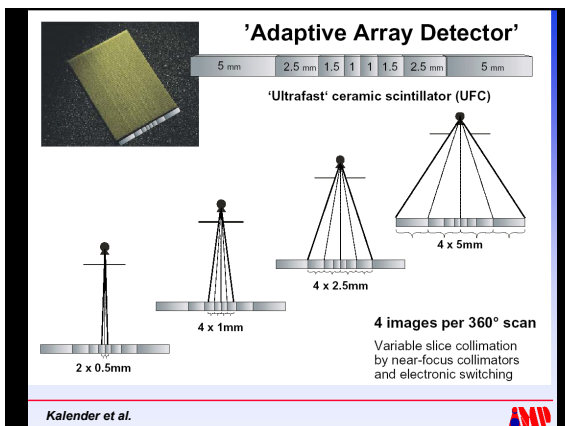 ’Adaptive Array Detector’
5 mm 2.5 mm 1.5 1 1 1.5 2.5 mm 5 mm
‘Ultrafast‘ ceramic scintillator (UFC)
4 x 5mm
4 x 2.5mm
4 x 1mm
2 x 0.5mm
4 images per 360° scan
Variable slice collimation
by near-focus collimators
and electronic switching
Kalender et al.
IMP